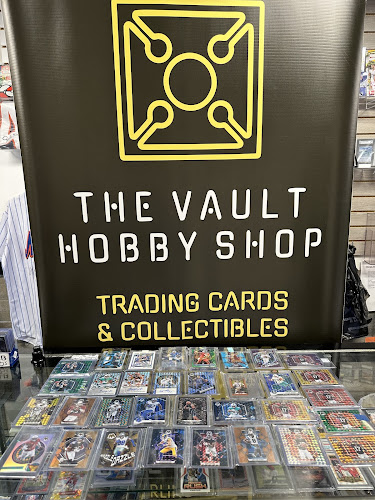 THE VAULT
HOBBY SHOP
TRADING CARDS
& COLLECTIBLES